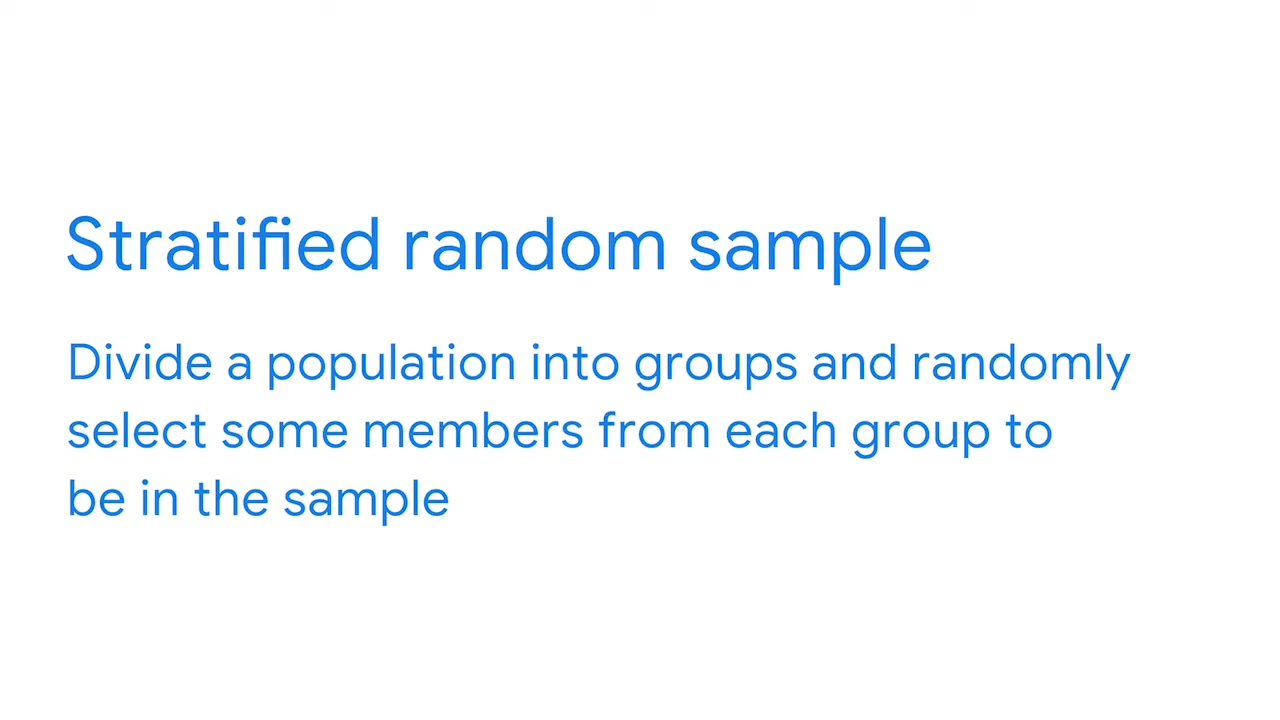 Stratified random sample
Divide a population into groups and randomly
select some members from each group to
be in the sample